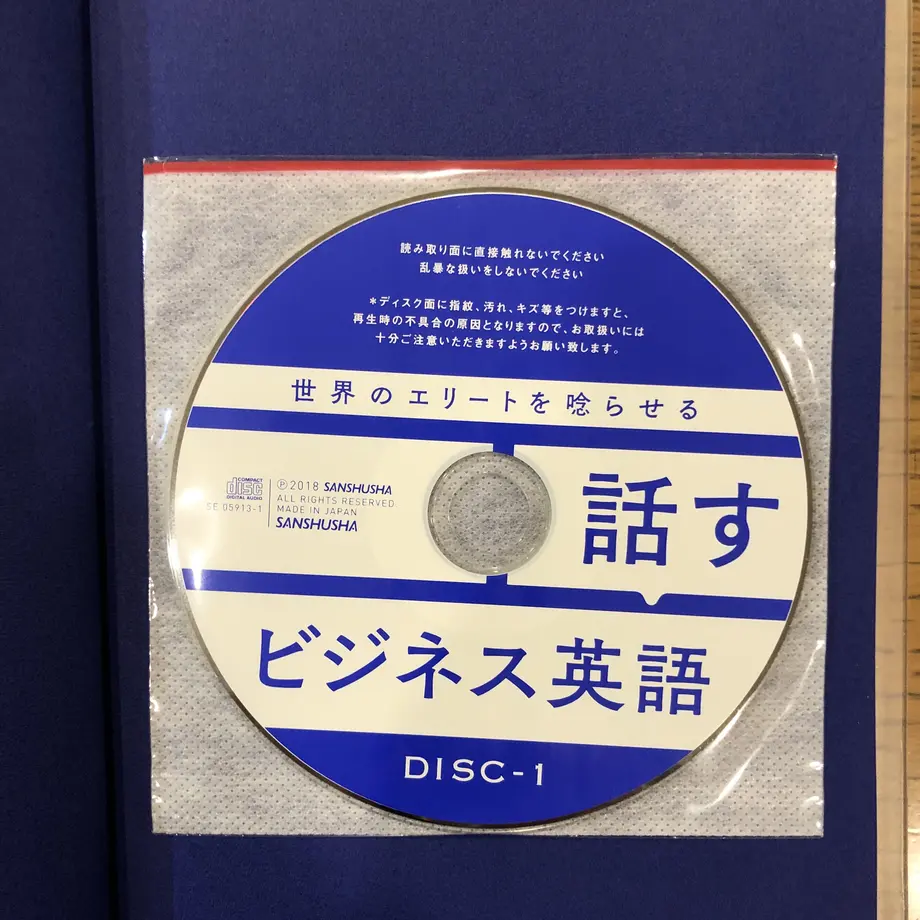 読み取り面に直接触れないでください
乱暴な扱いをしないでください
＊ディスク面に指紋、汚れ、キズ等をつけますと、
再生時の不具合の原因となりますので、お取扱いには
十分ご注意いただきますようお願い致します。
世界のエリートを唸らせる
COMPACT
disc
DIGITAL AUDIO
SE 05913-1
Ⓟ2018 SANSHUSHA
ALL RIGHTS RESERVED
MADE IN JAPAN
SANSHUSHA
話す
ビジネス英語
DISC-1